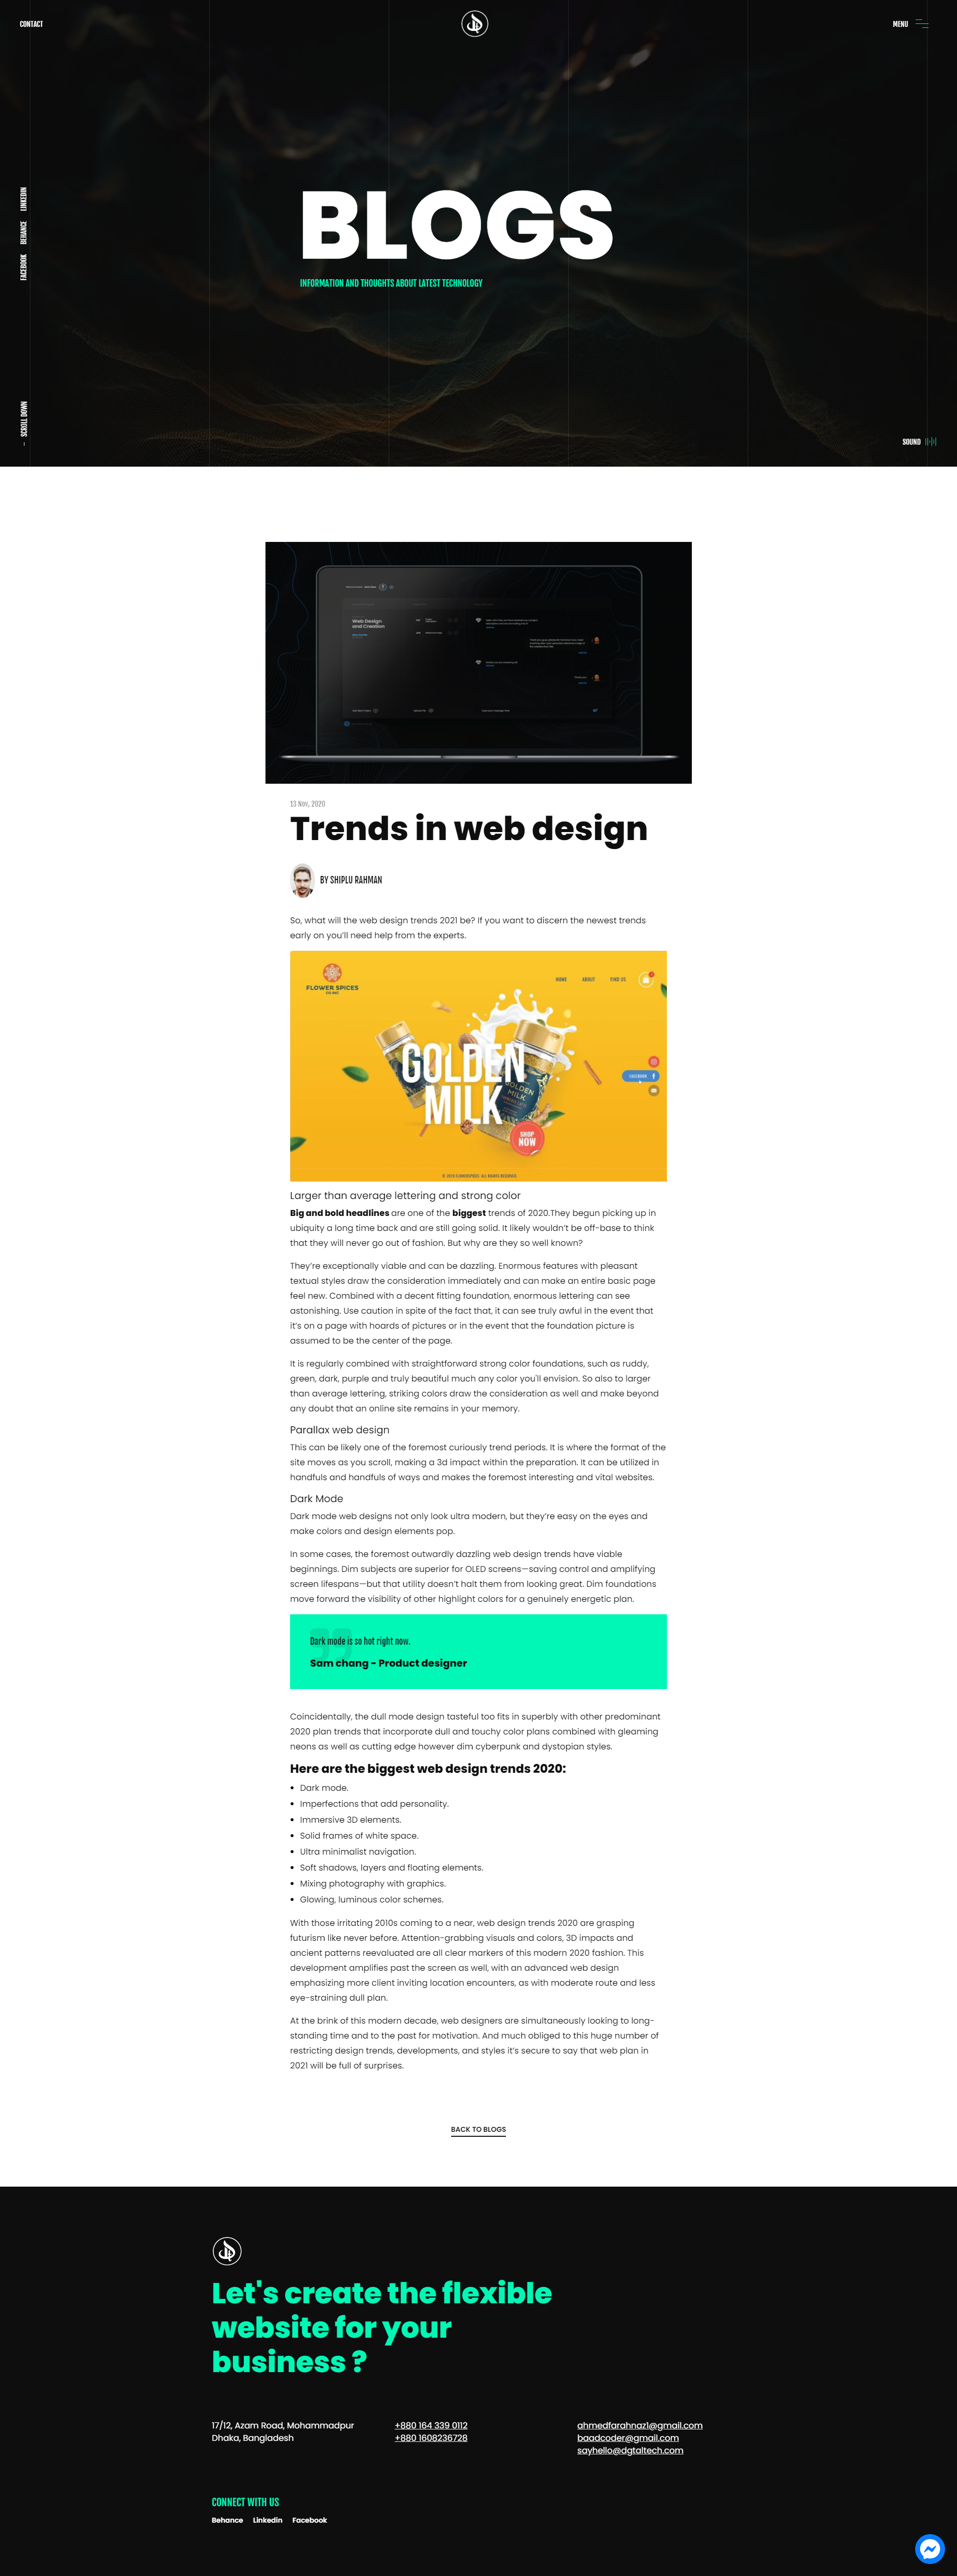 CONTACT
MENU
LINKEDIN
BEHANCE
FACEBOOK
BLOGS
INFORMATION AND THOUGHTS ABOUT LATEST TECHNOLOGY
SCROLL DOWN
SOUND
Web Design
and Creation
13 Nov, 2020
Trends in web design
BY SHIPLU RAHMAN
So, what will the web design trends 2021 be? If you want to discern the newest trends
early on you’ll need help from the experts.
FLOWER SPICES
HOME ABOUT FIND US
GOLDEN
MILK
GOLDEN
MILK
FACEBOOK
SHOP
NOW
Larger than average lettering and strong color
Big and bold headlines are one of the biggest trends of 2020.They begun picking up in
ubiquity a long time back and are still going solid. It likely wouldn’t be off-base to think
that they will never go out of fashion. But why are they so well known?
They’re exceptionally viable and can be dazzling. Enormous features with pleasant
textual styles draw the consideration immediately and can make an entire basic page
feel new. Combined with a decent fitting foundation, enormous lettering can see
astonishing. Use caution in spite of the fact that, it can see truly awful in the event that
it’s on a page with hoards of pictures or in the event that the foundation picture is
assumed to be the center of the page.
It is regularly combined with straightforward strong color foundations, such as ruddy,
green, dark, purple and truly beautiful much any color you'll envision. So also to larger
than average lettering, striking colors draw the consideration as well and make beyond
any doubt that an online site remains in your memory.
Parallax web design
This can be likely one of the foremost curiously trend periods. It is where the format of the
site moves as you scroll, making a 3d impact within the preparation. It can be utilized in
handfuls and handfuls of ways and makes the foremost interesting and vital websites.
Dark Mode
Dark mode web designs not only look ultra modern, but they’re easy on the eyes and
make colors and design elements pop.
In some cases, the foremost outwardly dazzling web design trends have viable
beginnings. Dim subjects are superior for OLED screens—saving control and amplifying
screen lifespans—but that utility doesn’t halt them from looking great. Dim foundations
move forward the visibility of other highlight colors for a genuinely energetic plan.
Dark mode is so hot right now.
Sam chang - Product designer
Coincidentally, the dull mode design tasteful too fits in superbly with other predominant
2020 plan trends that incorporate dull and touchy color plans combined with gleaming
neons as well as cutting edge however dim cyberpunk and dystopian styles.
Here are the biggest web design trends 2020:
Dark mode.
Imperfections that add personality.
Immersive 3D elements.
Solid frames of white space.
Ultra minimalist navigation.
Soft shadows, layers and floating elements.
Mixing photography with graphics.
Glowing, luminous color schemes.
With those irritating 2010s coming to a near, web design trends 2020 are grasping
futurism like never before. Attention-grabbing visuals and colors, 3D impacts and
ancient patterns reevaluated are all clear markers of this modern 2020 fashion. This
development amplifies past the screen as well, with an advanced web design
emphasizing more client inviting location encounters, as with moderate route and less
eye-straining dull plan.
At the brink of this modern decade, web designers are simultaneously looking to long-
standing time and to the past for motivation. And much obliged to this huge number of
restricting design trends, developments, and styles it’s secure to say that web plan in
2021 will be full of surprises.
BACK TO BLOGS
Let's create the flexible
website for your
business ?
17/12, Azam Road, Mohammadpur
Dhaka, Bangladesh
+880 164 339 0112
+880 1608236728
ahmedfarahnaz1@gmail.com
baadcoder@gmail.com
sayhello@dgtaltech.com
CONNECT WITH US
Behance Linkedin Facebook